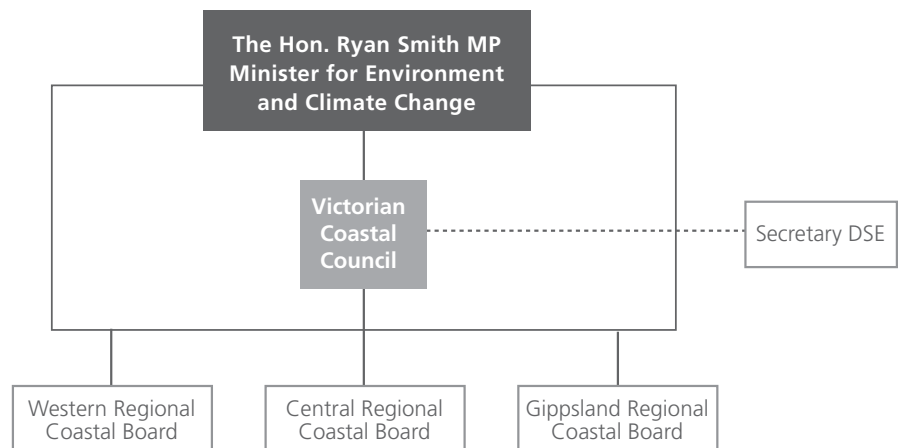 The Hon. Ryan Smith MP
Minister for Environment
and Climate Change
Victorian
Coastal
Council
Secretary DSE
Western Regional
Coastal Board
Central Regional
Coastal Board
Gippsland Regional
Coastal Board